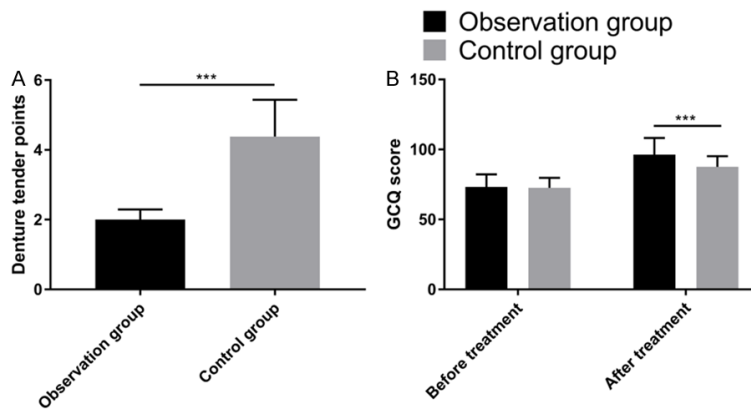 Observation group
Control group
A
***
Denture tender points
6
4
2
0
Observation group
Control group
B
***
GCQ score
150
100
50
0
Before treatment
After treatment